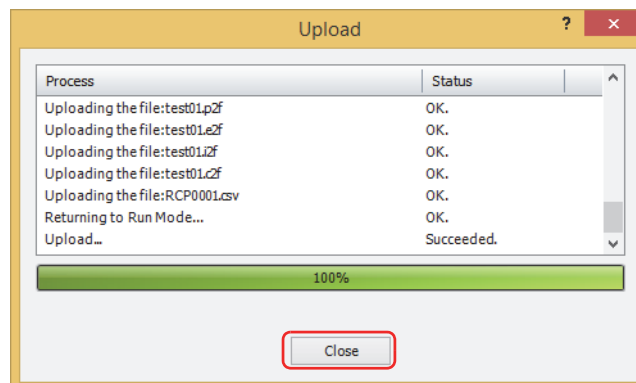 Upload ? ×
Process Status
Uploading the file:test01.p2f OK.
Uploading the file:test01.e2f OK.
Uploading the file:test01.i2f OK.
Uploading the file:test01.c2f OK.
Uploading the file:RCP0001.csv OK.
Returning to Run Mode... OK.
Upload... Succeeded.
100%
Close